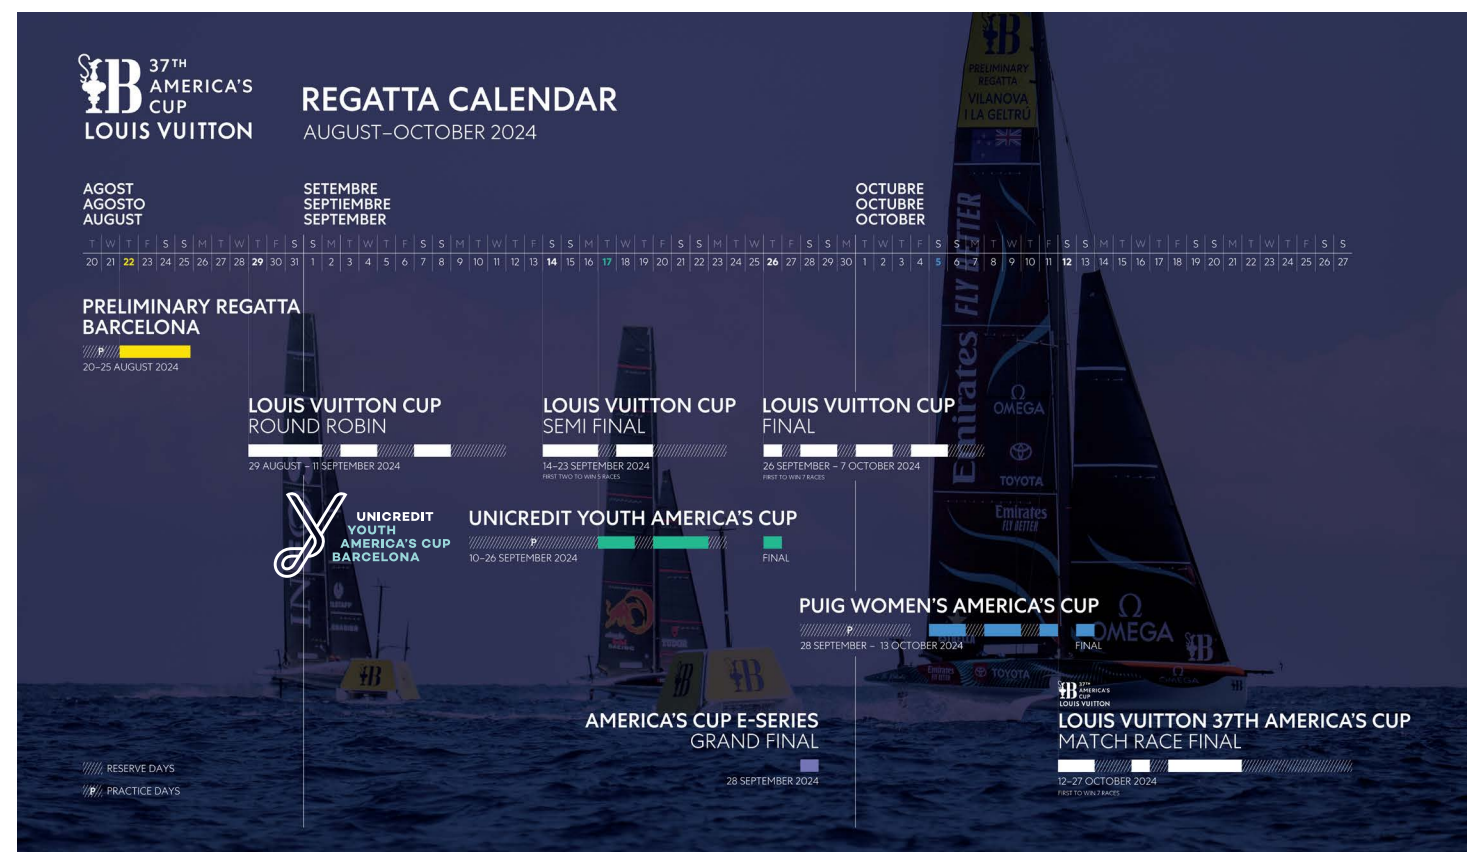 37TH
AMERICA'S
CUP
LOUIS VUITTON
REGATTA CALENDAR
AUGUST–OCTOBER 2024
PRELIMINARY
REGATTA
VILANOVA
I LA GELTRÚ
AGOST
AGOSTO
AUGUST
SETEMBRE
SEPTIEMBRE
SEPTEMBER
OCTUBRE
OCTUBRE
OCTOBER
T W T F S S M T W T F S S M T W T F S S M T W T F S S M T W T F S S M T W T F S S M T W T F S S M T W T F S S M T W T F S S M T W T F S S
20 21 22 23 24 25 26 27 28 29 30 31 1 2 3 4 5 6 7 8 9 10 11 12 13 14 15 16 17 18 19 20 21 22 23 24 25 26 27 28 29 30 1 2 3 4 5 6 7 8 9 10 11 12 13 14 15 16 17 18 19 20 21 22 23 24 25 26 27
Emirates FLY BETTER
PRELIMINARY REGATTA
BARCELONA
P
20–25 AUGUST 2024
LOUIS VUITTON CUP
ROUND ROBIN
29 AUGUST – 11 SEPTEMBER 2024
LOUIS VUITTON CUP
SEMI FINAL
14–23 SEPTEMBER 2024
FIRST TWO TO WIN 5 RACES
LOUIS VUITTON CUP
FINAL
26 SEPTEMBER – 7 OCTOBER 2024
FIRST TO WIN 7 RACES
OMEGA
TOYOTA
Emirates
FLY BETTER
UNICREDIT
YOUTH
AMERICA'S CUP
BARCELONA
UNICREDIT YOUTH AMERICA'S CUP
P
10–26 SEPTEMBER 2024
FINAL
PUIG WOMEN'S AMERICA'S CUP
P
28 SEPTEMBER – 13 OCTOBER 2024
FINAL
OMEGA
TOYOTA
AMERICA'S CUP E-SERIES
GRAND FINAL
28 SEPTEMBER 2024
37TH
AMERICA'S
CUP
LOUIS VUITTON
LOUIS VUITTON 37TH AMERICA'S CUP
MATCH RACE FINAL
12–27 OCTOBER 2024
FIRST TO WIN 7 RACES
RESERVE DAYS
P PRACTICE DAYS